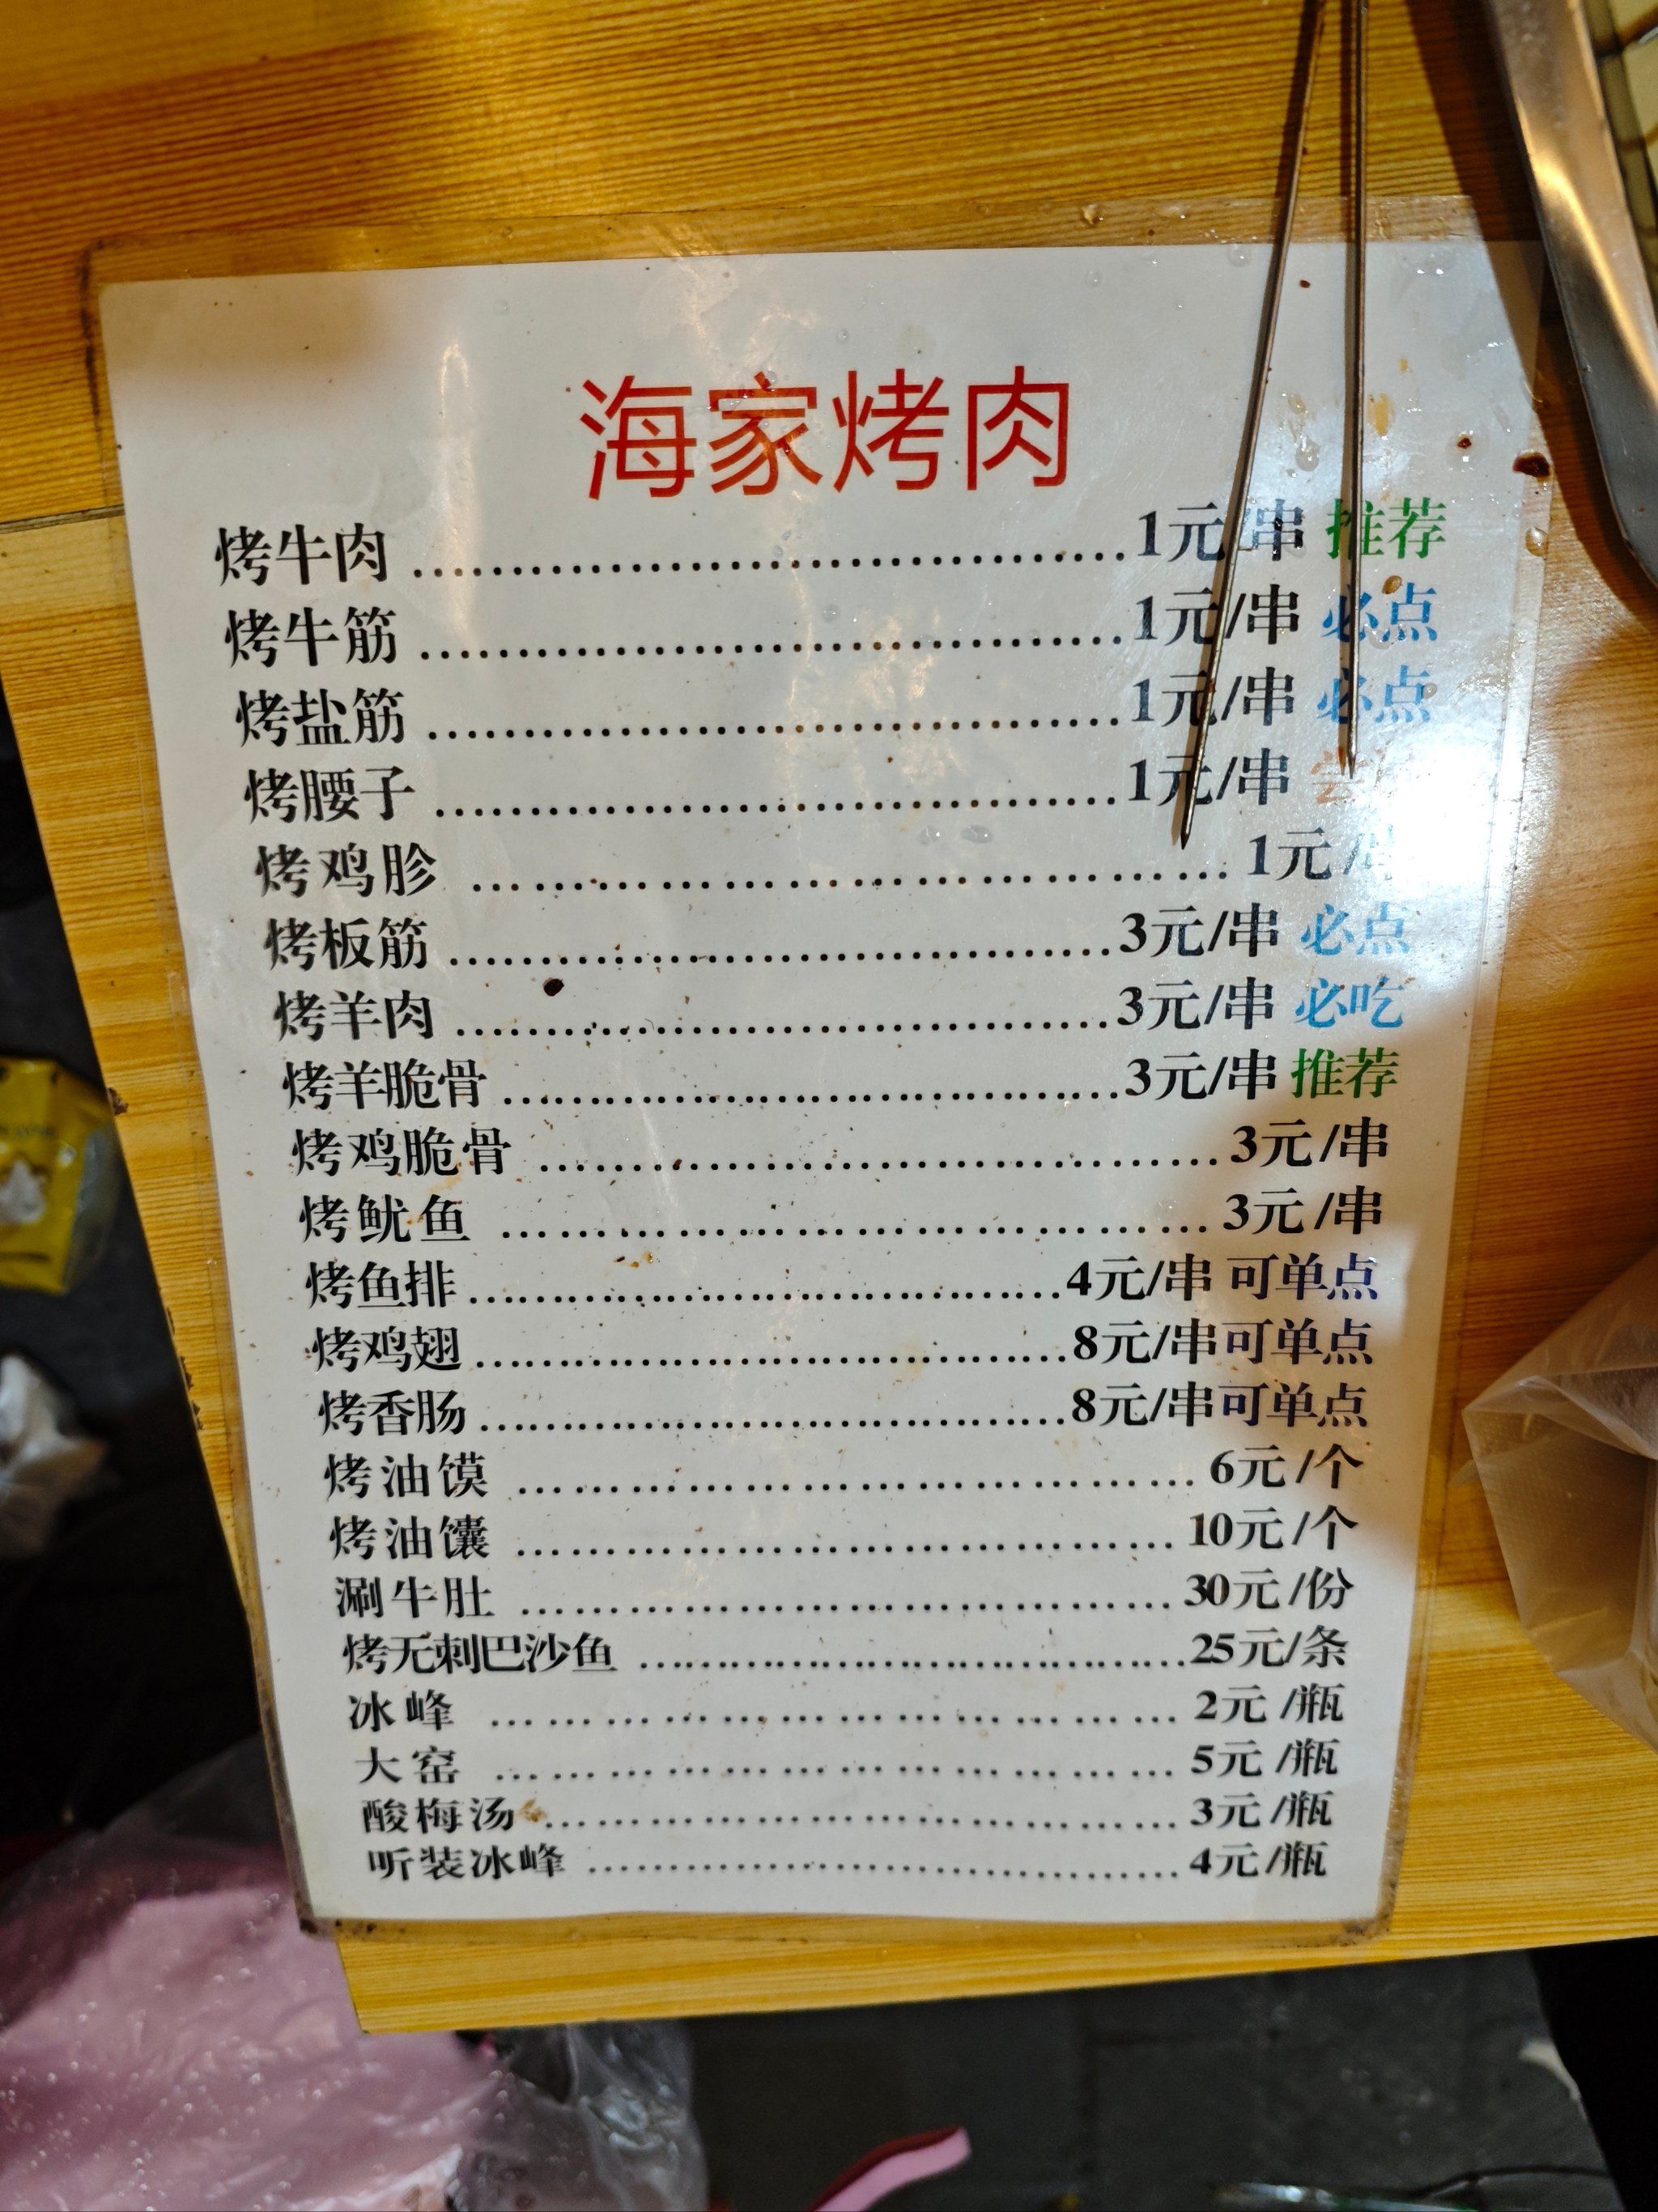 海家烤肉
烤牛肉 ........................................ 1元/串 推荐
烤牛筋 ........................................ 1元/串 必点
烤盐筋 ........................................ 1元/串 必点
烤腰子 ........................................ 1元/串
烤鸡胗 ........................................ 1元/
烤板筋 ........................................ 3元/串 必点
烤羊肉 ........................................ 3元/串 必吃
烤羊脆骨 ........................................ 3元/串 推荐
烤鸡脆骨 ........................................ 3元/串
烤鱿鱼 ........................................ 3元/串
烤鱼排 ........................................ 4元/串 可单点
烤鸡翅 ........................................ 8元/串可单点
烤香肠 ........................................ 8元/串可单点
烤油馍 ........................................ 6元/个
烤油馕 ........................................ 10元/个
涮牛肚 ........................................ 30元/份
烤无刺巴沙鱼 ........................................ 25元/条
冰峰 ........................................ 2元/瓶
大窑 ........................................ 5元/瓶
酸梅汤 ........................................ 3元/瓶
听装冰峰 ........................................ 4元/瓶